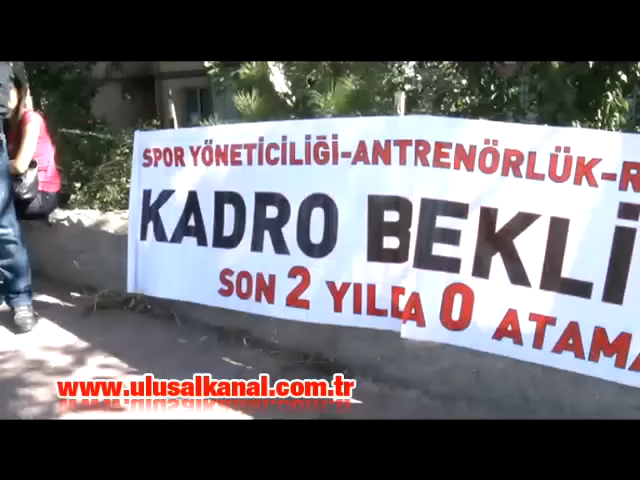 SPOR YÖNETİCİLİĞİ-ANTRENÖRLÜK-R
KADRO BEKLİ
SON 2 YILDA 0 ATAMA
www.ulusalkanal.com.tr